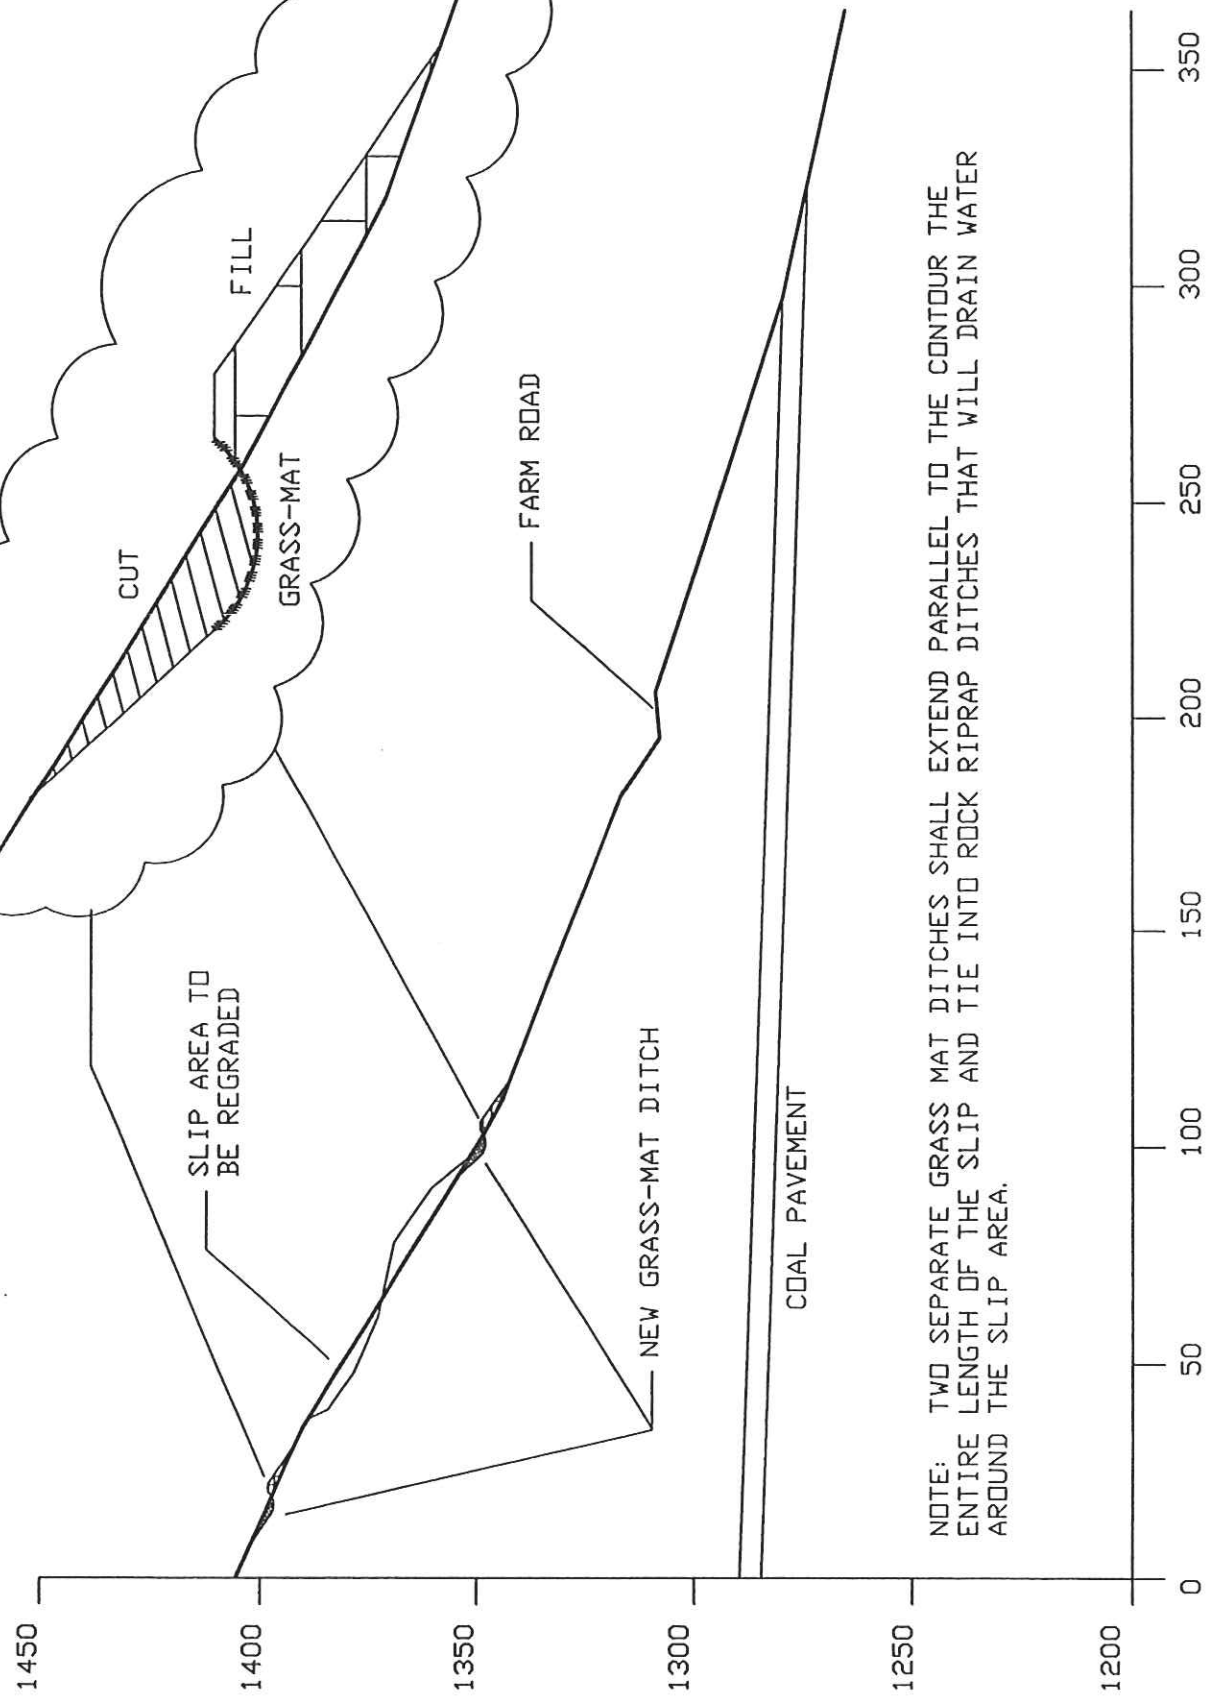 CUT
FILL
GRASS-MAT
SLIP AREA TO
BE REGRADED
FARM ROAD
NEW GRASS-MAT DITCH
COAL PAVEMENT
1450
1400
1350
1300
1250
1200
0
50
100
150
200
250
300
350
NOTE: TWO SEPARATE GRASS MAT DITCHES SHALL EXTEND PARALLEL TO THE CONTOUR THE
ENTIRE LENGTH OF THE SLIP AND TIE INTO ROCK RIPRAP DITCHES THAT WILL DRAIN WATER
AROUND THE SLIP AREA.